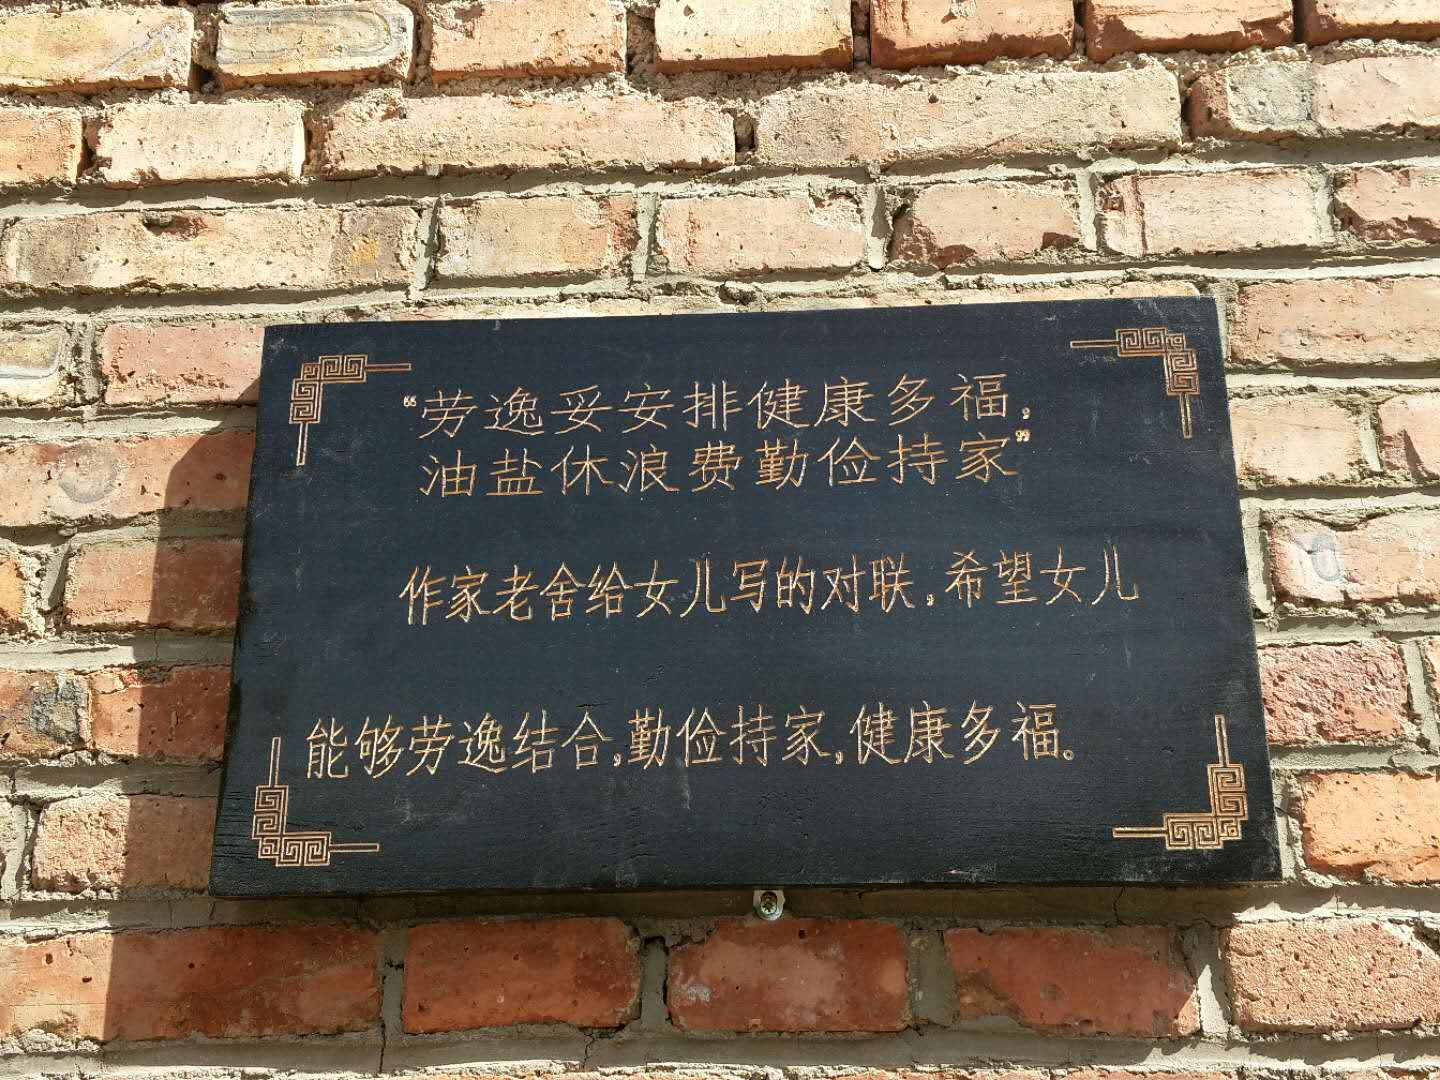 “劳逸妥安排健康多福，
油盐休浪费勤俭持家”
作家老舍给女儿写的对联，希望女儿
能够劳逸结合，勤俭持家，健康多福。